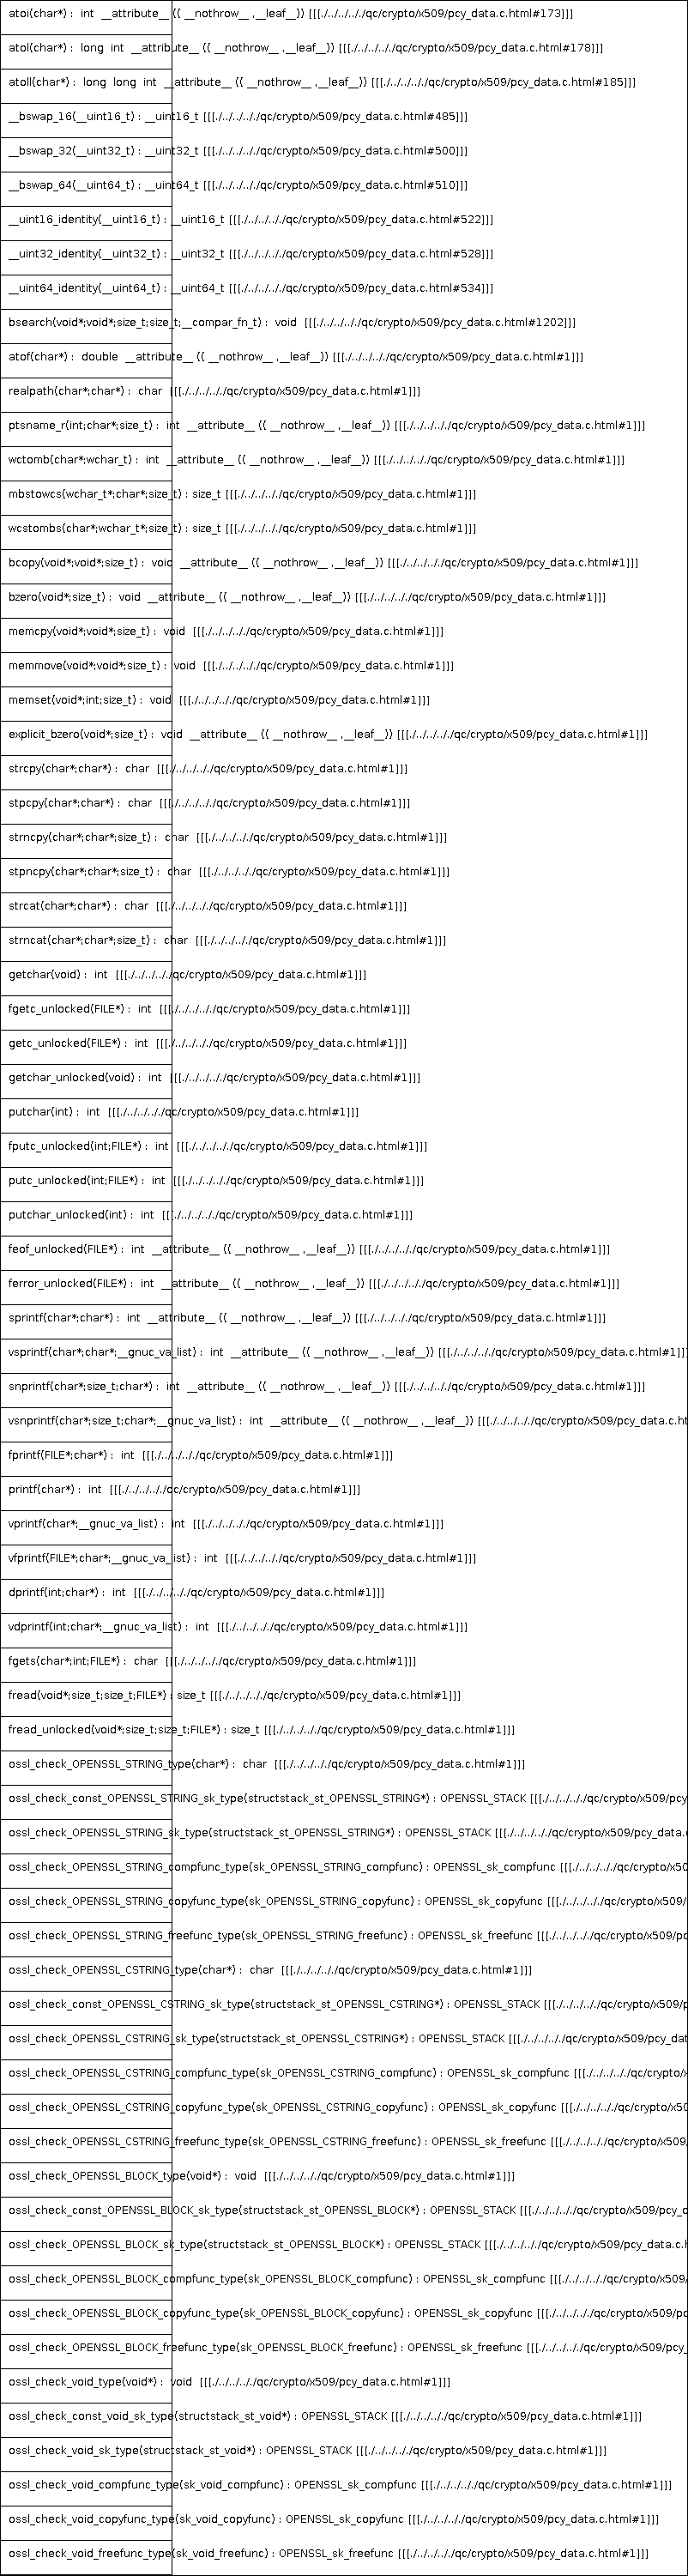 atoi(char*) : int __attribute__ (( __nothrow__ ,__leaf__)) [[[./../../../../qc/crypto/x509/pcy_data.c.html#173]]]
atol(char*) : long int __attribute__ (( __nothrow__ ,__leaf__)) [[[./../../../../qc/crypto/x509/pcy_data.c.html#178]]]
atoll(char*) : long long int __attribute__ (( __nothrow__ ,__leaf__)) [[[./../../../../qc/crypto/x509/pcy_data.c.html#185]]]
__bswap_16(__uint16_t) : __uint16_t [[[./../../../../qc/crypto/x509/pcy_data.c.html#485]]]
__bswap_32(__uint32_t) : __uint32_t [[[./../../../../qc/crypto/x509/pcy_data.c.html#500]]]
__bswap_64(__uint64_t) : __uint64_t [[[./../../../../qc/crypto/x509/pcy_data.c.html#510]]]
__uint16_identity(__uint16_t) : __uint16_t [[[./../../../../qc/crypto/x509/pcy_data.c.html#522]]]
__uint32_identity(__uint32_t) : __uint32_t [[[./../../../../qc/crypto/x509/pcy_data.c.html#528]]]
__uint64_identity(__uint64_t) : __uint64_t [[[./../../../../qc/crypto/x509/pcy_data.c.html#534]]]
bsearch(void*;void*;size_t;size_t;__compar_fn_t) : void [[[./../../../../qc/crypto/x509/pcy_data.c.html#1202]]]
atof(char*) : double __attribute__ (( __nothrow__ ,__leaf__)) [[[./../../../../qc/crypto/x509/pcy_data.c.html#1]]]
realpath(char*;char*) : char [[[./../../../../qc/crypto/x509/pcy_data.c.html#1]]]
ptsname_r(int;char*;size_t) : int __attribute__ (( __nothrow__ ,__leaf__)) [[[./../../../../qc/crypto/x509/pcy_data.c.html#1]]]
wctomb(char*;wchar_t) : int __attribute__ (( __nothrow__ ,__leaf__)) [[[./../../../../qc/crypto/x509/pcy_data.c.html#1]]]
mbstowcs(wchar_t*;char*;size_t) : size_t [[[./../../../../qc/crypto/x509/pcy_data.c.html#1]]]
wcstombs(char*;wchar_t*;size_t) : size_t [[[./../../../../qc/crypto/x509/pcy_data.c.html#1]]]
bcopy(void*;void*;size_t) : void __attribute__ (( __nothrow__ ,__leaf__)) [[[./../../../../qc/crypto/x509/pcy_data.c.html#1]]]
bzero(void*;size_t) : void __attribute__ (( __nothrow__ ,__leaf__)) [[[./../../../../qc/crypto/x509/pcy_data.c.html#1]]]
memcpy(void*;void*;size_t) : void [[[./../../../../qc/crypto/x509/pcy_data.c.html#1]]]
memmove(void*;void*;size_t) : void [[[./../../../../qc/crypto/x509/pcy_data.c.html#1]]]
memset(void*;int;size_t) : void [[[./../../../../qc/crypto/x509/pcy_data.c.html#1]]]
explicit_bzero(void*;size_t) : void __attribute__ (( __nothrow__ ,__leaf__)) [[[./../../../../qc/crypto/x509/pcy_data.c.html#1]]]
strcpy(char*;char*) : char [[[./../../../../qc/crypto/x509/pcy_data.c.html#1]]]
stpcpy(char*;char*) : char [[[./../../../../qc/crypto/x509/pcy_data.c.html#1]]]
strncpy(char*;char*;size_t) : char [[[./../../../../qc/crypto/x509/pcy_data.c.html#1]]]
stpncpy(char*;char*;size_t) : char [[[./../../../../qc/crypto/x509/pcy_data.c.html#1]]]
strcat(char*;char*) : char [[[./../../../../qc/crypto/x509/pcy_data.c.html#1]]]
strncat(char*;char*;size_t) : char [[[./../../../../qc/crypto/x509/pcy_data.c.html#1]]]
getchar(void) : int [[[./../../../../qc/crypto/x509/pcy_data.c.html#1]]]
fgetc_unlocked(FILE*) : int [[[./../../../../qc/crypto/x509/pcy_data.c.html#1]]]
getc_unlocked(FILE*) : int [[[./../../../../qc/crypto/x509/pcy_data.c.html#1]]]
getchar_unlocked(void) : int [[[./../../../../qc/crypto/x509/pcy_data.c.html#1]]]
putchar(int) : int [[[./../../../../qc/crypto/x509/pcy_data.c.html#1]]]
fputc_unlocked(int;FILE*) : int [[[./../../../../qc/crypto/x509/pcy_data.c.html#1]]]
putc_unlocked(int;FILE*) : int [[[./../../../../qc/crypto/x509/pcy_data.c.html#1]]]
putchar_unlocked(int) : int [[[./../../../../qc/crypto/x509/pcy_data.c.html#1]]]
feof_unlocked(FILE*) : int __attribute__ (( __nothrow__ ,__leaf__)) [[[./../../../../qc/crypto/x509/pcy_data.c.html#1]]]
ferror_unlocked(FILE*) : int __attribute__ (( __nothrow__ ,__leaf__)) [[[./../../../../qc/crypto/x509/pcy_data.c.html#1]]]
sprintf(char*;char*) : int __attribute__ (( __nothrow__ ,__leaf__)) [[[./../../../../qc/crypto/x509/pcy_data.c.html#1]]]
vsprintf(char*;char*;__gnuc_va_list) : int __attribute__ (( __nothrow__ ,__leaf__)) [[[./../../../../qc/crypto/x509/pcy_data.c.html#1]]]
snprintf(char*;size_t;char*) : int __attribute__ (( __nothrow__ ,__leaf__)) [[[./../../../../qc/crypto/x509/pcy_data.c.html#1]]]
vsnprintf(char*;size_t;char*;__gnuc_va_list) : int __attribute__ (( __nothrow__ ,__leaf__)) [[[./../../../../qc/crypto/x509/pcy_data.c.ht
fprintf(FILE*;char*) : int [[[./../../../../qc/crypto/x509/pcy_data.c.html#1]]]
printf(char*) : int [[[./../../../../qc/crypto/x509/pcy_data.c.html#1]]]
vprintf(char*;__gnuc_va_list) : int [[[./../../../../qc/crypto/x509/pcy_data.c.html#1]]]
vfprintf(FILE*;char*;__gnuc_va_list) : int [[[./../../../../qc/crypto/x509/pcy_data.c.html#1]]]
dprintf(int;char*) : int [[[./../../../../qc/crypto/x509/pcy_data.c.html#1]]]
vdprintf(int;char*;__gnuc_va_list) : int [[[./../../../../qc/crypto/x509/pcy_data.c.html#1]]]
fgets(char*;int;FILE*) : char [[[./../../../../qc/crypto/x509/pcy_data.c.html#1]]]
fread(void*;size_t;size_t;FILE*) : size_t [[[./../../../../qc/crypto/x509/pcy_data.c.html#1]]]
fread_unlocked(void*;size_t;size_t;FILE*) : size_t [[[./../../../../qc/crypto/x509/pcy_data.c.html#1]]]
ossl_check_OPENSSL_STRING_type(char*) : char [[[./../../../../qc/crypto/x509/pcy_data.c.html#1]]]
ossl_check_const_OPENSSL_STRING_sk_type(structstack_st_OPENSSL_STRING*) : OPENSSL_STACK [[[./../../../../qc/crypto/x509/pcy
ossl_check_OPENSSL_STRING_sk_type(structstack_st_OPENSSL_STRING*) : OPENSSL_STACK [[[./../../../../qc/crypto/x509/pcy_data.
ossl_check_OPENSSL_STRING_compfunc_type(sk_OPENSSL_STRING_compfunc) : OPENSSL_sk_compfunc [[[./../../../../qc/crypto/x50
ossl_check_OPENSSL_STRING_copyfunc_type(sk_OPENSSL_STRING_copyfunc) : OPENSSL_sk_copyfunc [[[./../../../../qc/crypto/x509/
ossl_check_OPENSSL_STRING_freefunc_type(sk_OPENSSL_STRING_freefunc) : OPENSSL_sk_freefunc [[[./../../../../qc/crypto/x509/pc
ossl_check_OPENSSL_CSTRING_type(char*) : char [[[./../../../../qc/crypto/x509/pcy_data.c.html#1]]]
ossl_check_const_OPENSSL_CSTRING_sk_type(structstack_st_OPENSSL_CSTRING*) : OPENSSL_STACK [[[./../../../../qc/crypto/x509/p
ossl_check_OPENSSL_CSTRING_sk_type(structstack_st_OPENSSL_CSTRING*) : OPENSSL_STACK [[[./../../../../qc/crypto/x509/pcy_dat
ossl_check_OPENSSL_CSTRING_compfunc_type(sk_OPENSSL_CSTRING_compfunc) : OPENSSL_sk_compfunc [[[./../../../../qc/crypto/x
ossl_check_OPENSSL_CSTRING_copyfunc_type(sk_OPENSSL_CSTRING_copyfunc) : OPENSSL_sk_copyfunc [[[./../../../../qc/crypto/x50
ossl_check_OPENSSL_CSTRING_freefunc_type(sk_OPENSSL_CSTRING_freefunc) : OPENSSL_sk_freefunc [[[./../../../../qc/crypto/x509/
ossl_check_OPENSSL_BLOCK_type(void*) : void [[[./../../../../qc/crypto/x509/pcy_data.c.html#1]]]
ossl_check_const_OPENSSL_BLOCK_sk_type(structstack_st_OPENSSL_BLOCK*) : OPENSSL_STACK [[[./../../../../qc/crypto/x509/pcy_d
ossl_check_OPENSSL_BLOCK_sk_type(structstack_st_OPENSSL_BLOCK*) : OPENSSL_STACK [[[./../../../../qc/crypto/x509/pcy_data.c.h
ossl_check_OPENSSL_BLOCK_compfunc_type(sk_OPENSSL_BLOCK_compfunc) : OPENSSL_sk_compfunc [[[./../../../../qc/crypto/x509/
ossl_check_OPENSSL_BLOCK_copyfunc_type(sk_OPENSSL_BLOCK_copyfunc) : OPENSSL_sk_copyfunc [[[./../../../../qc/crypto/x509/pc
ossl_check_OPENSSL_BLOCK_freefunc_type(sk_OPENSSL_BLOCK_freefunc) : OPENSSL_sk_freefunc [[[./../../../../qc/crypto/x509/pcy_
ossl_check_void_type(void*) : void [[[./../../../../qc/crypto/x509/pcy_data.c.html#1]]]
ossl_check_const_void_sk_type(structstack_st_void*) : OPENSSL_STACK [[[./../../../../qc/crypto/x509/pcy_data.c.html#1]]]
ossl_check_void_sk_type(structstack_st_void*) : OPENSSL_STACK [[[./../../../../qc/crypto/x509/pcy_data.c.html#1]]]
ossl_check_void_compfunc_type(sk_void_compfunc) : OPENSSL_sk_compfunc [[[./../../../../qc/crypto/x509/pcy_data.c.html#1]]]
ossl_check_void_copyfunc_type(sk_void_copyfunc) : OPENSSL_sk_copyfunc [[[./../../../../qc/crypto/x509/pcy_data.c.html#1]]]
ossl_check_void_freefunc_type(sk_void_freefunc) : OPENSSL_sk_freefunc [[[./../../../../qc/crypto/x509/pcy_data.c.html#1]]]